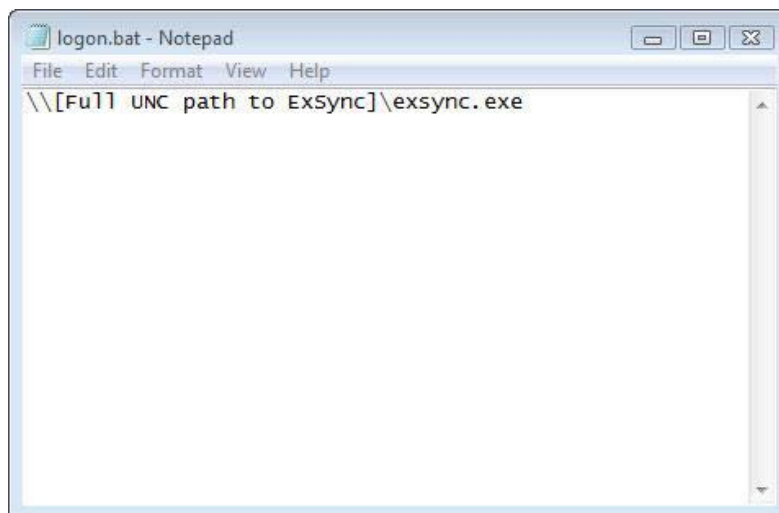 logon.bat - Notepad
File Edit Format View Help
\\[Full UNC path to ExSync]\exsync.exe